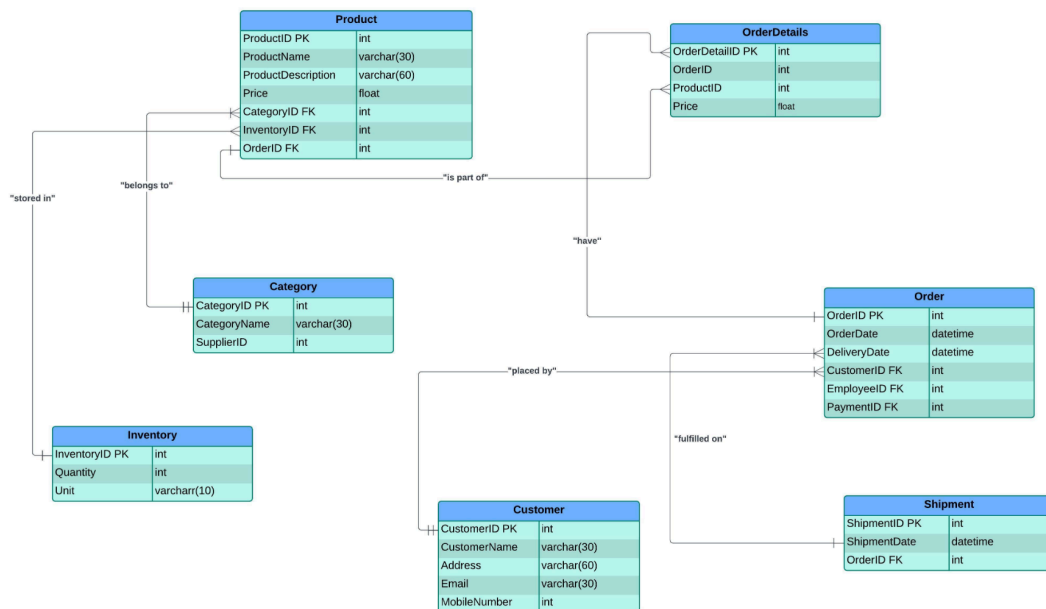 Product
ProductID PK int
ProductName varchar(30)
ProductDescription varchar(60)
Price float
CategoryID FK int
InventoryID FK int
OrderID FK int
OrderDetails
OrderDetailID PK int
OrderID int
ProductID int
Price float
"is part of"
"belongs to"
"stored in"
"have"
Category
CategoryID PK int
CategoryName varchar(30)
SupplierID int
Order
OrderID PK int
OrderDate datetime
DeliveryDate datetime
CustomerID FK int
EmployeeID FK int
PaymentID FK int
"placed by"
"fulfilled on"
Inventory
InventoryID PK int
Quantity int
Unit varcharr(10)
Customer
CustomerID PK int
CustomerName varchar(30)
Address varchar(60)
Email varchar(30)
MobileNumber int
Shipment
ShipmentID PK int
ShipmentDate datetime
OrderID FK int